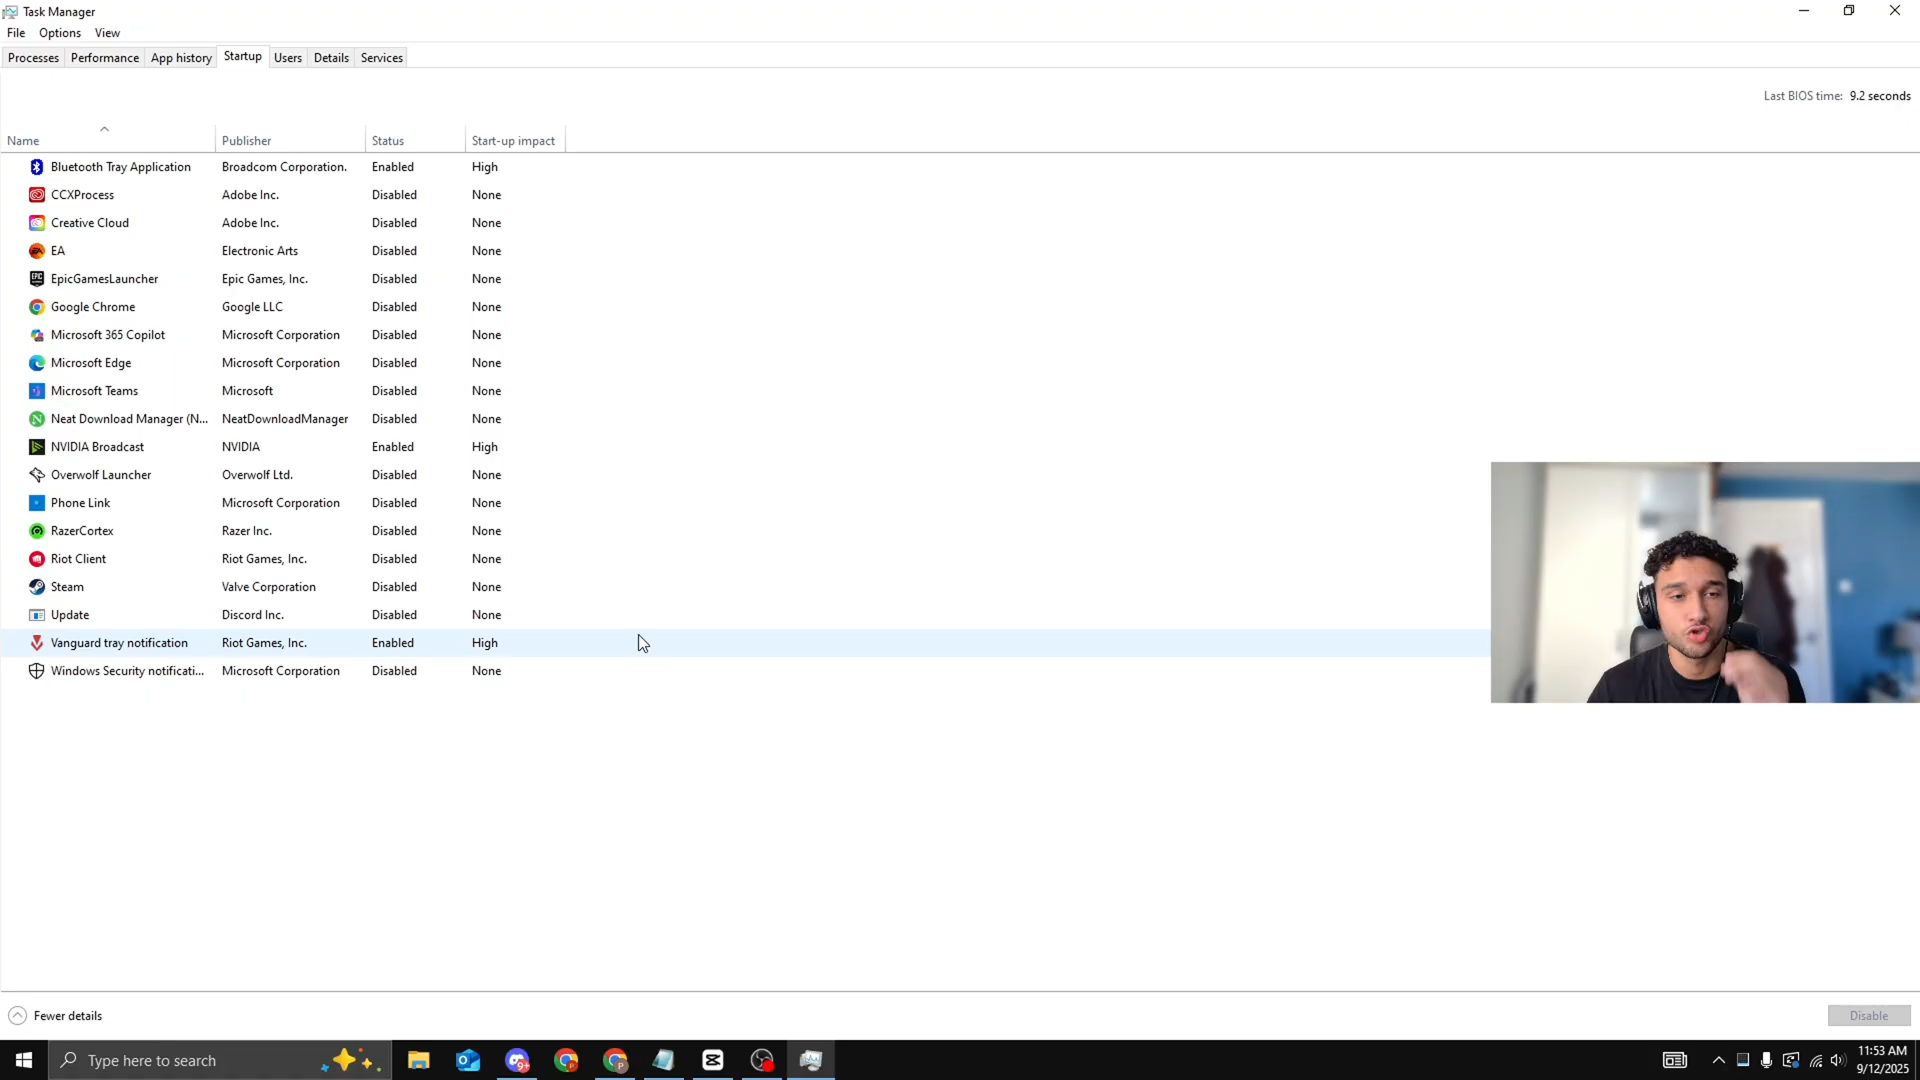 Task Manager
File Options View
Processes Performance App history Startup Users Details Services
Last BIOS time: 9.2 seconds
Name Publisher Status Start-up impact
Bluetooth Tray Application Broadcom Corporation. Enabled High
CCXProcess Adobe Inc. Disabled None
Creative Cloud Adobe Inc. Disabled None
EA Electronic Arts Disabled None
EpicGamesLauncher Epic Games, Inc. Disabled None
Google Chrome Google LLC Disabled None
Microsoft 365 Copilot Microsoft Corporation Disabled None
Microsoft Edge Microsoft Corporation Disabled None
Microsoft Teams Microsoft Disabled None
Neat Download Manager (N... NeatDownloadManager Disabled None
NVIDIA Broadcast NVIDIA Enabled High
Overwolf Launcher Overwolf Ltd. Disabled None
Phone Link Microsoft Corporation Disabled None
RazerCortex Razer Inc. Disabled None
Riot Client Riot Games, Inc. Disabled None
Steam Valve Corporation Disabled None
Update Discord Inc. Disabled None
Vanguard tray notification Riot Games, Inc. Enabled High
Windows Security notificati... Microsoft Corporation Disabled None
Fewer details Disable
Type here to search 9+ 11:53 AM
9/12/2025